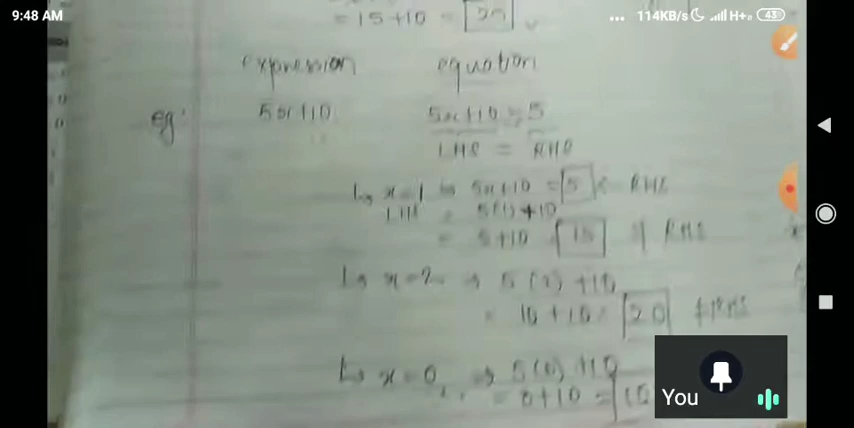 9:48 AM
... 114KB/s H+ 43
= 15 + 10 = 25
expression equation
eg: 5x+10 5x+10 = 5
LHS = RHS
x=1 ⇒ 5x+10 = 5 ← RHS
LHS = 5(1)+10
= 5+10 15 ≠ RHS
x=2 ⇒ 5(2)+10
= 10+10 = 20 ≠ RHS
x=0, ⇒ 5(0)+10
= 0+10 = 10
You